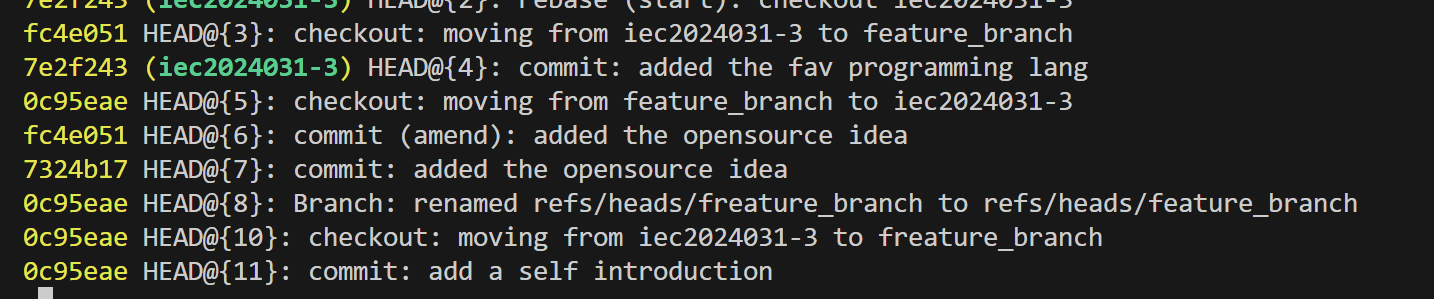 7e2f243 (iec2024031-3) HEAD@{2}: rebase (start): checkout iec2024031-3
fc4e051 HEAD@{3}: checkout: moving from iec2024031-3 to feature_branch
7e2f243 (iec2024031-3) HEAD@{4}: commit: added the fav programming lang
0c95eae HEAD@{5}: checkout: moving from feature_branch to iec2024031-3
fc4e051 HEAD@{6}: commit (amend): added the opensource idea
7324b17 HEAD@{7}: commit: added the opensource idea
0c95eae HEAD@{8}: Branch: renamed refs/heads/freature_branch to refs/heads/feature_branch
0c95eae HEAD@{10}: checkout: moving from iec2024031-3 to freature_branch
0c95eae HEAD@{11}: commit: add a self introduction